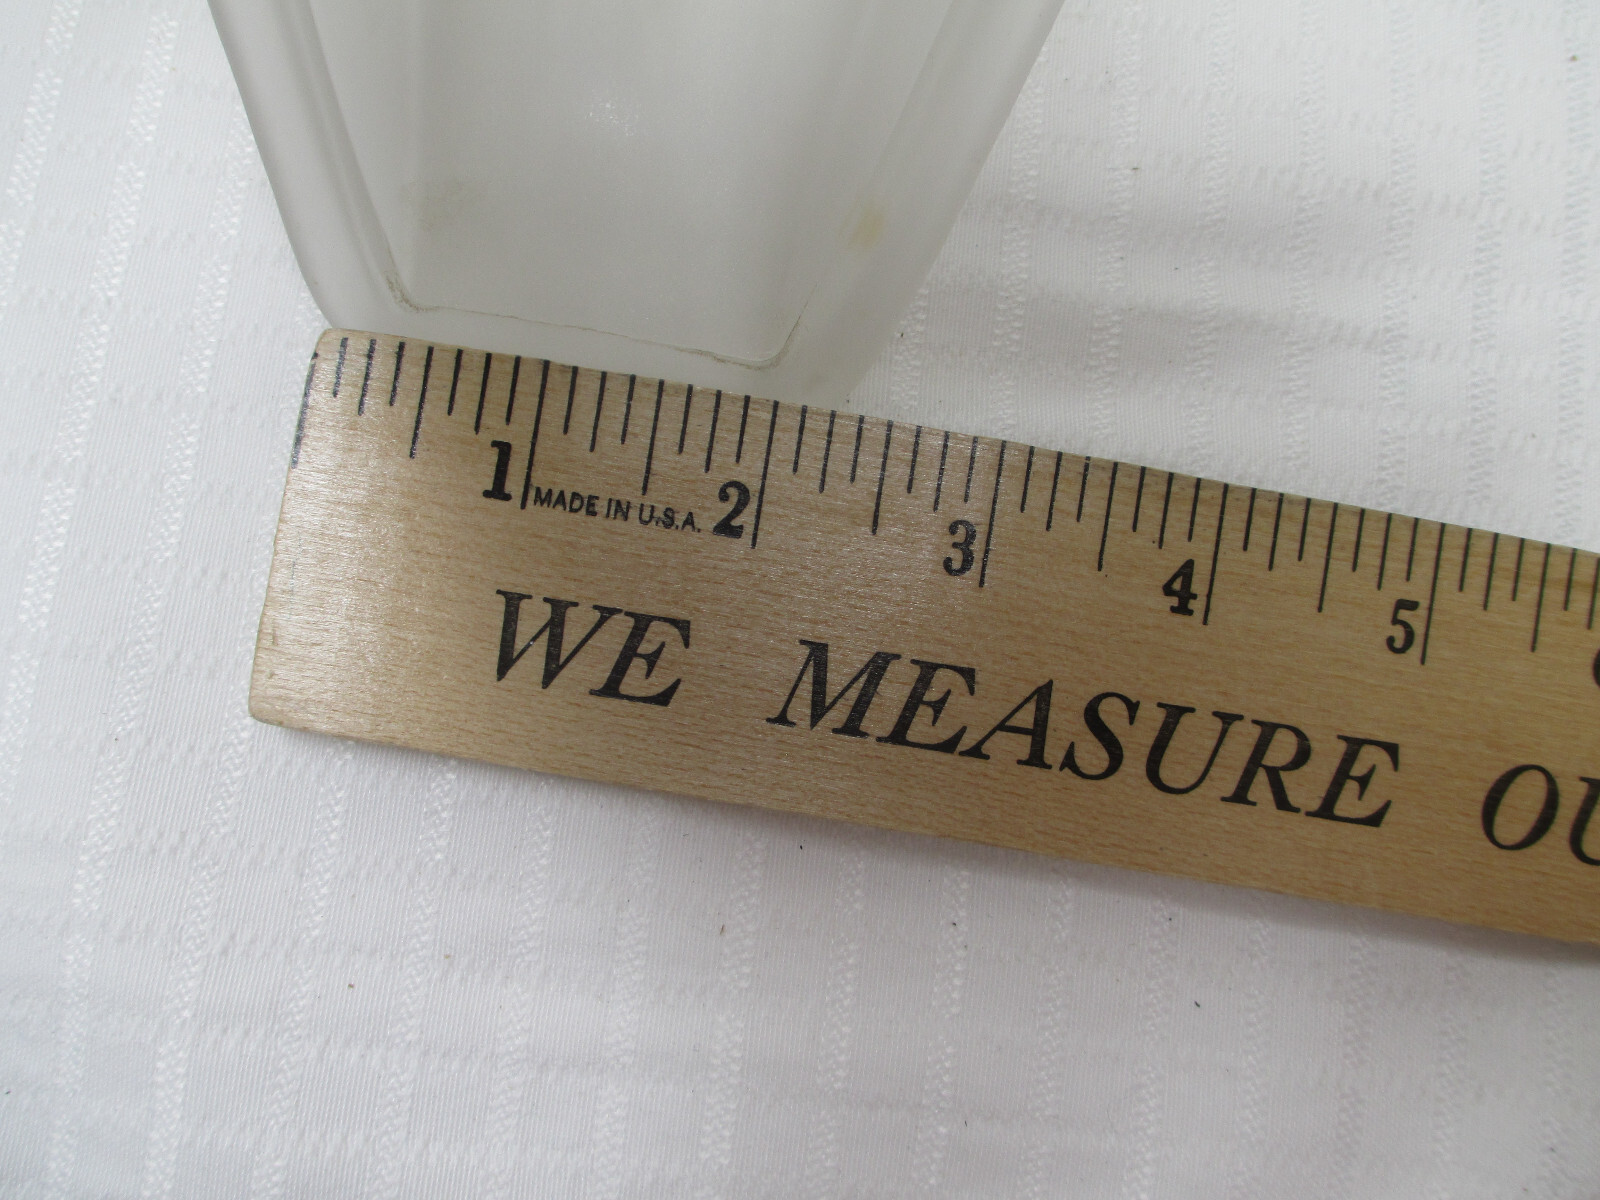 1 2 3 4 5
MADE IN U.S.A.
WE MEASURE